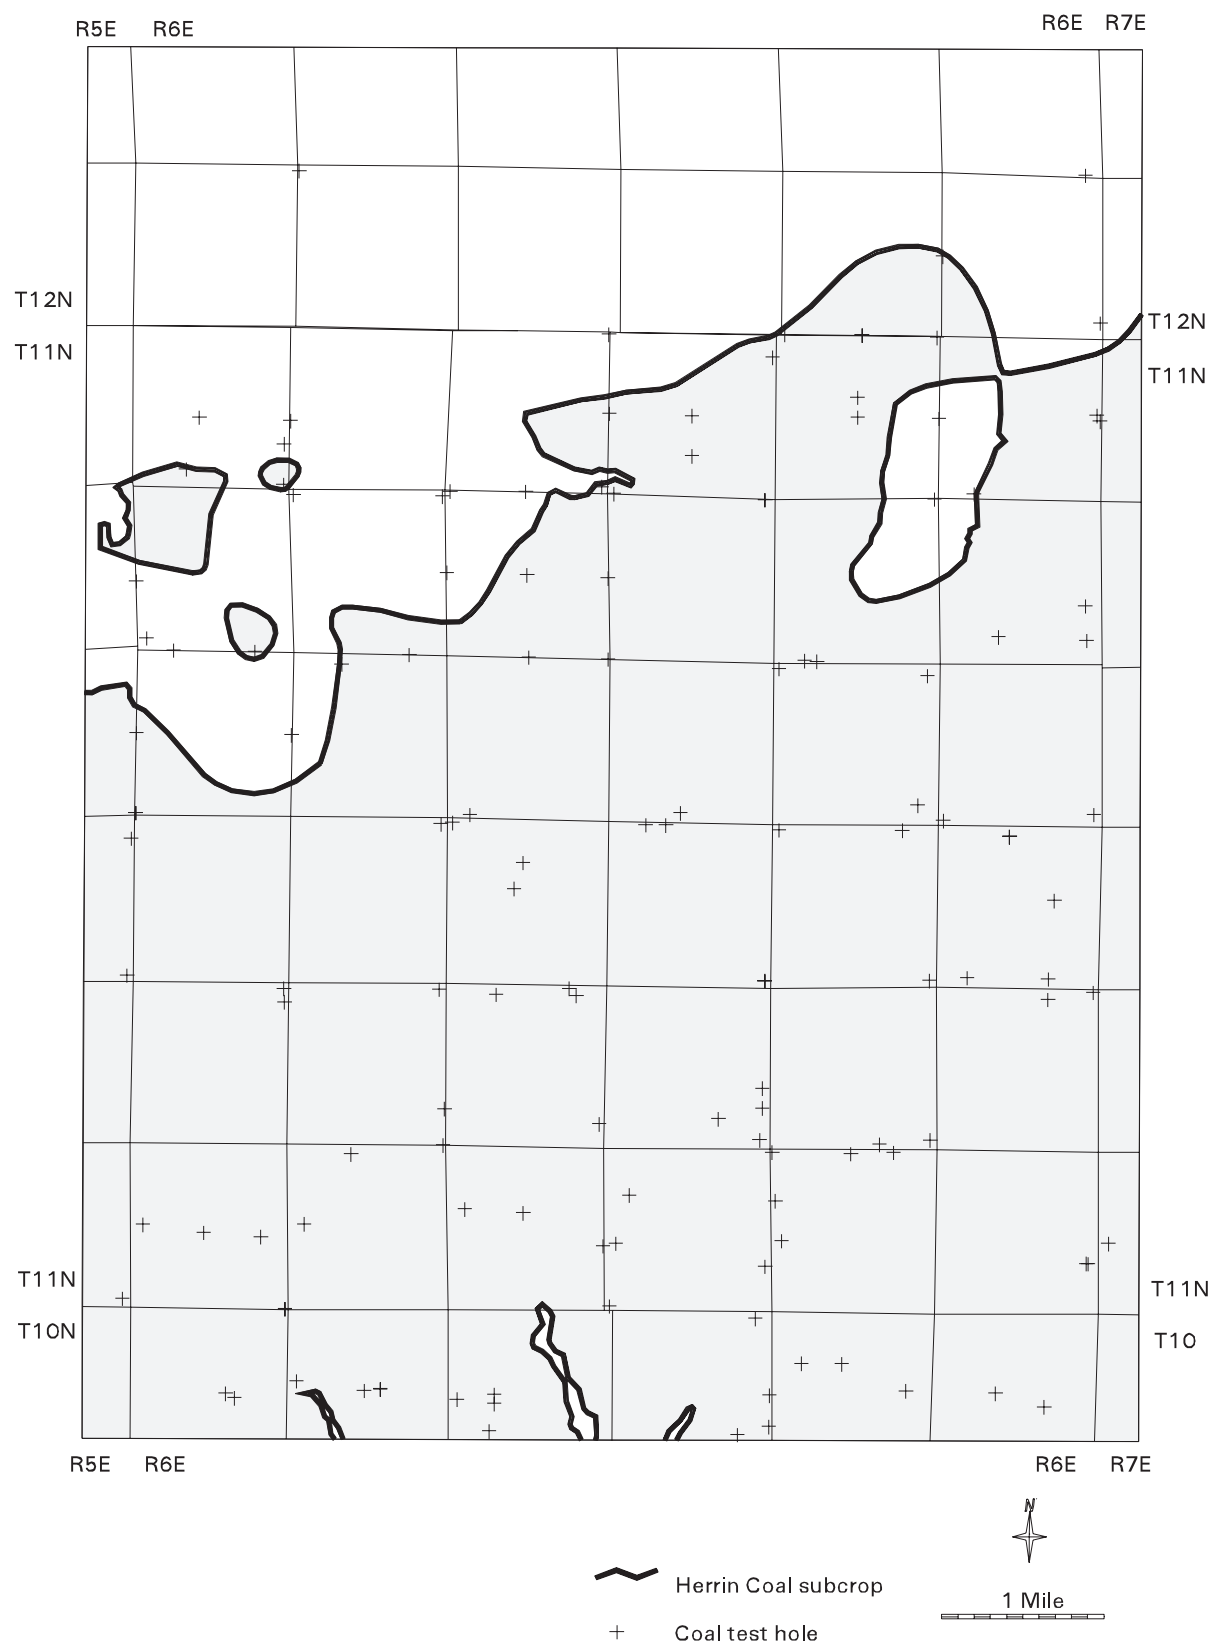 R5E R6E R6E R7E
T12N
T12N
T11N
T11N
T11N
T11N
T10N
T10
R5E R6E R6E R7E
N
Herrin Coal subcrop
1 Mile
Coal test hole